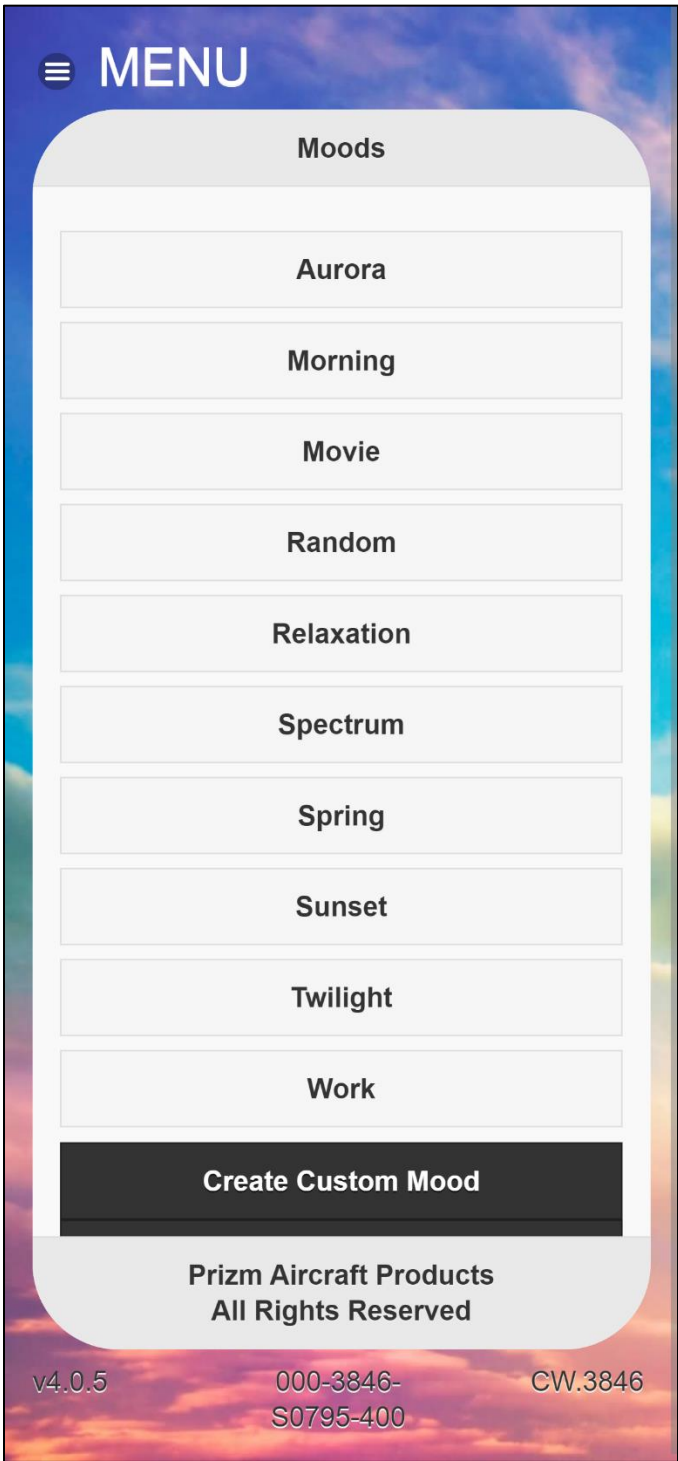 MENU
Moods
Aurora
Morning
Movie
Random
Relaxation
Spectrum
Spring
Sunset
Twilight
Work
Create Custom Mood
Prizm Aircraft Products
All Rights Reserved
v4.0.5
000-3846-
S0795-400
CW.3846